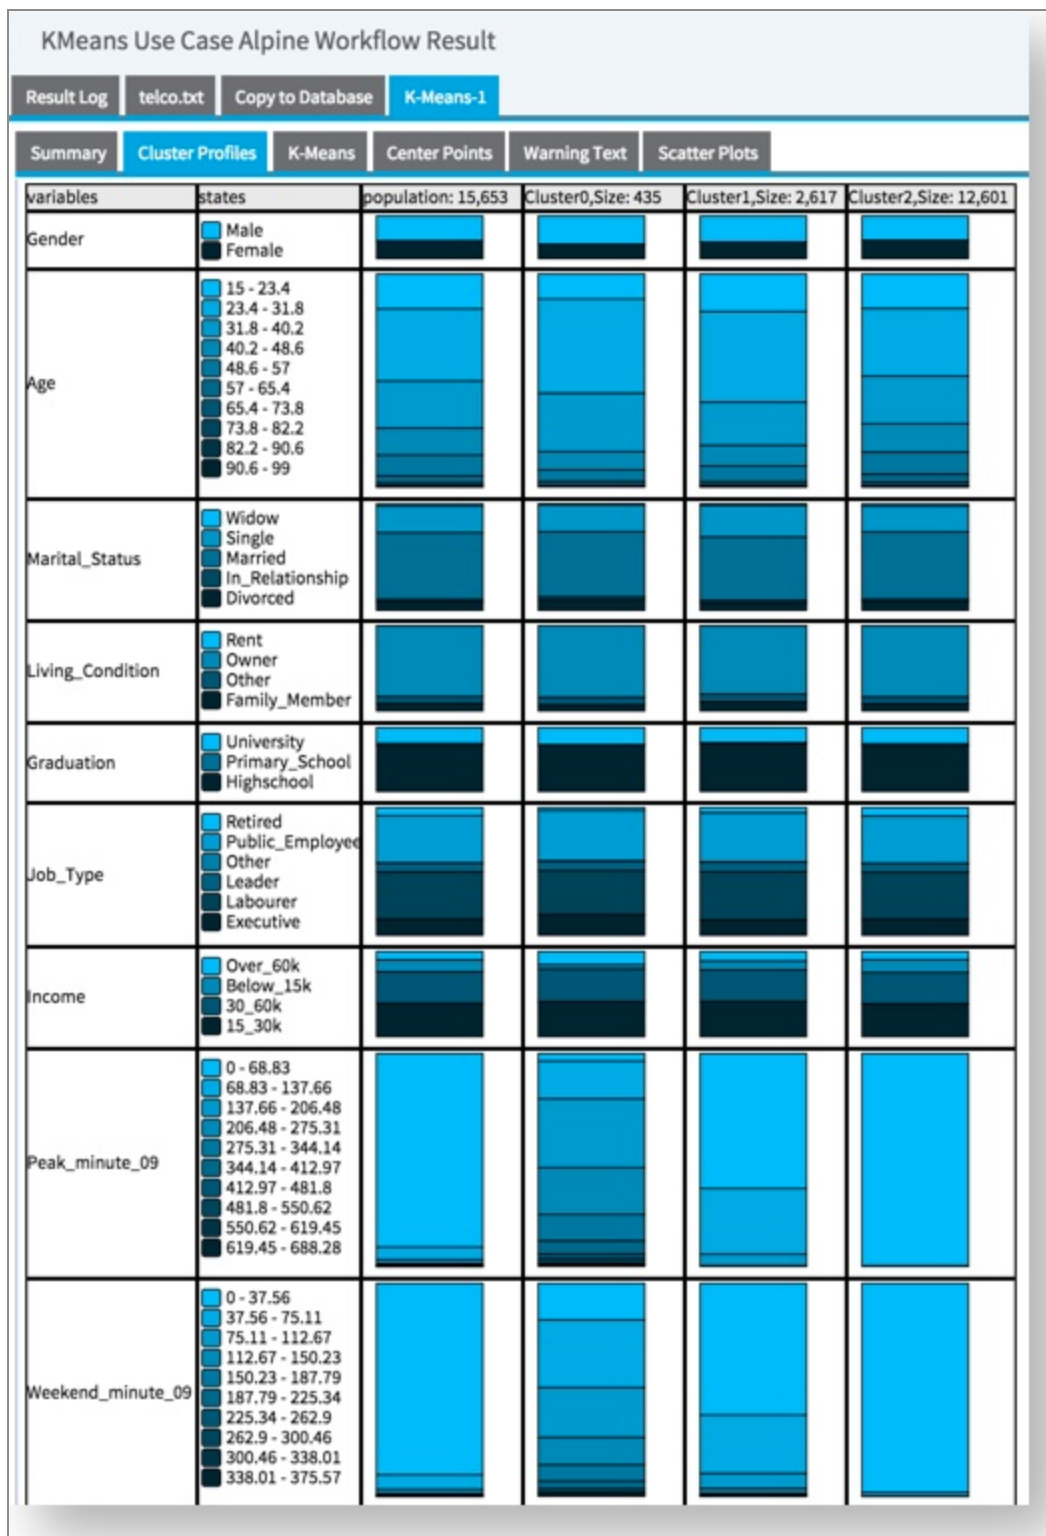 KMeans Use Case Alpine Workflow Result
Result Log telco.txt Copy to Database K-Means-1
Summary Cluster Profiles K-Means Center Points Warning Text Scatter Plots
variables states population: 15,653 Cluster0,Size: 435 Cluster1,Size: 2,617 Cluster2,Size: 12,601
Gender
Male
Female
Age
15 - 23.4
23.4 - 31.8
31.8 - 40.2
40.2 - 48.6
48.6 - 57
57 - 65.4
65.4 - 73.8
73.8 - 82.2
82.2 - 90.6
90.6 - 99
Marital_Status
Widow
Single
Married
In_Relationship
Divorced
Living_Condition
Rent
Owner
Other
Family_Member
Graduation
University
Primary_School
Highschool
Job_Type
Retired
Public_Employee
Other
Leader
Labourer
Executive
Income
Over_60k
Below_15k
30_60k
15_30k
Peak_minute_09
0 - 68.83
68.83 - 137.66
137.66 - 206.48
206.48 - 275.31
275.31 - 344.14
344.14 - 412.97
412.97 - 481.8
481.8 - 550.62
550.62 - 619.45
619.45 - 688.28
Weekend_minute_09
0 - 37.56
37.56 - 75.11
75.11 - 112.67
112.67 - 150.23
150.23 - 187.79
187.79 - 225.34
225.34 - 262.9
262.9 - 300.46
300.46 - 338.01
338.01 - 375.57